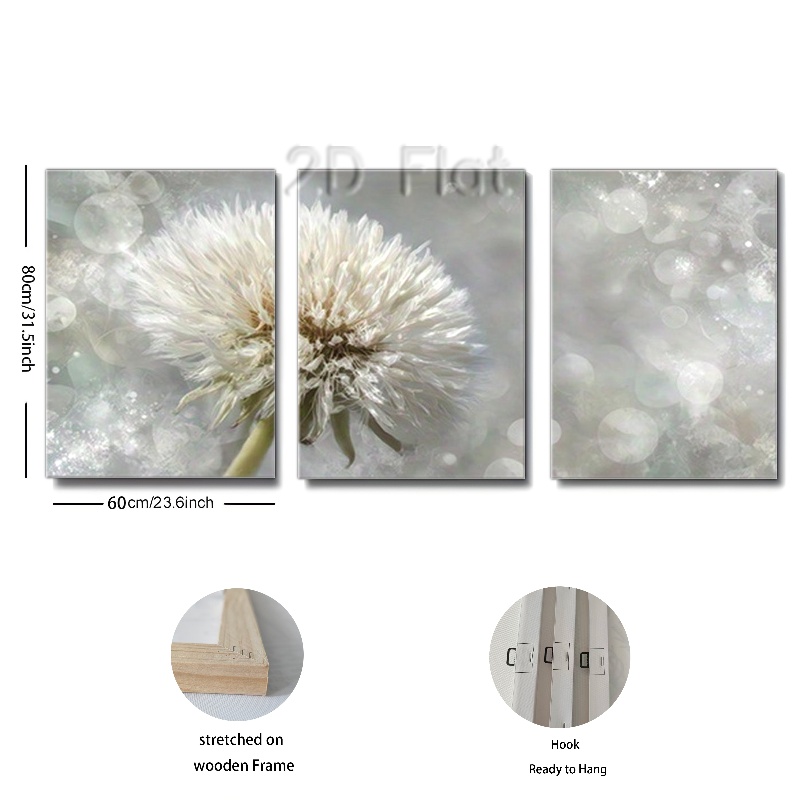 2D Flat
80cm/31.5inch
60cm/23.6inch
stretched on
wooden Frame
Hook
Ready to Hang